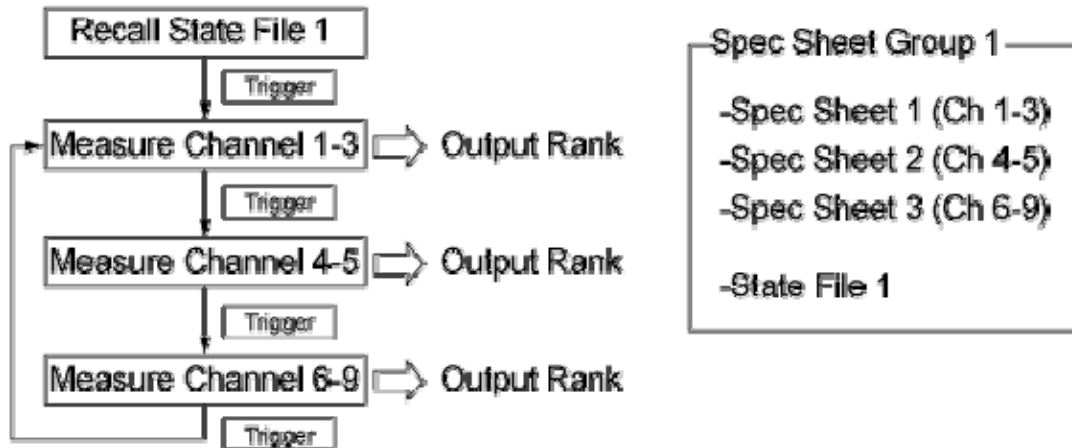 Recall State File 1
Trigger
Measure Channel 1-3
Output Rank
Trigger
Measure Channel 4-5
Output Rank
Trigger
Measure Channel 6-9
Output Rank
Trigger
Spec Sheet Group 1
-Spec Sheet 1 (Ch 1-3)
-Spec Sheet 2 (Ch 4-5)
-Spec Sheet 3 (Ch 6-9)
-State File 1